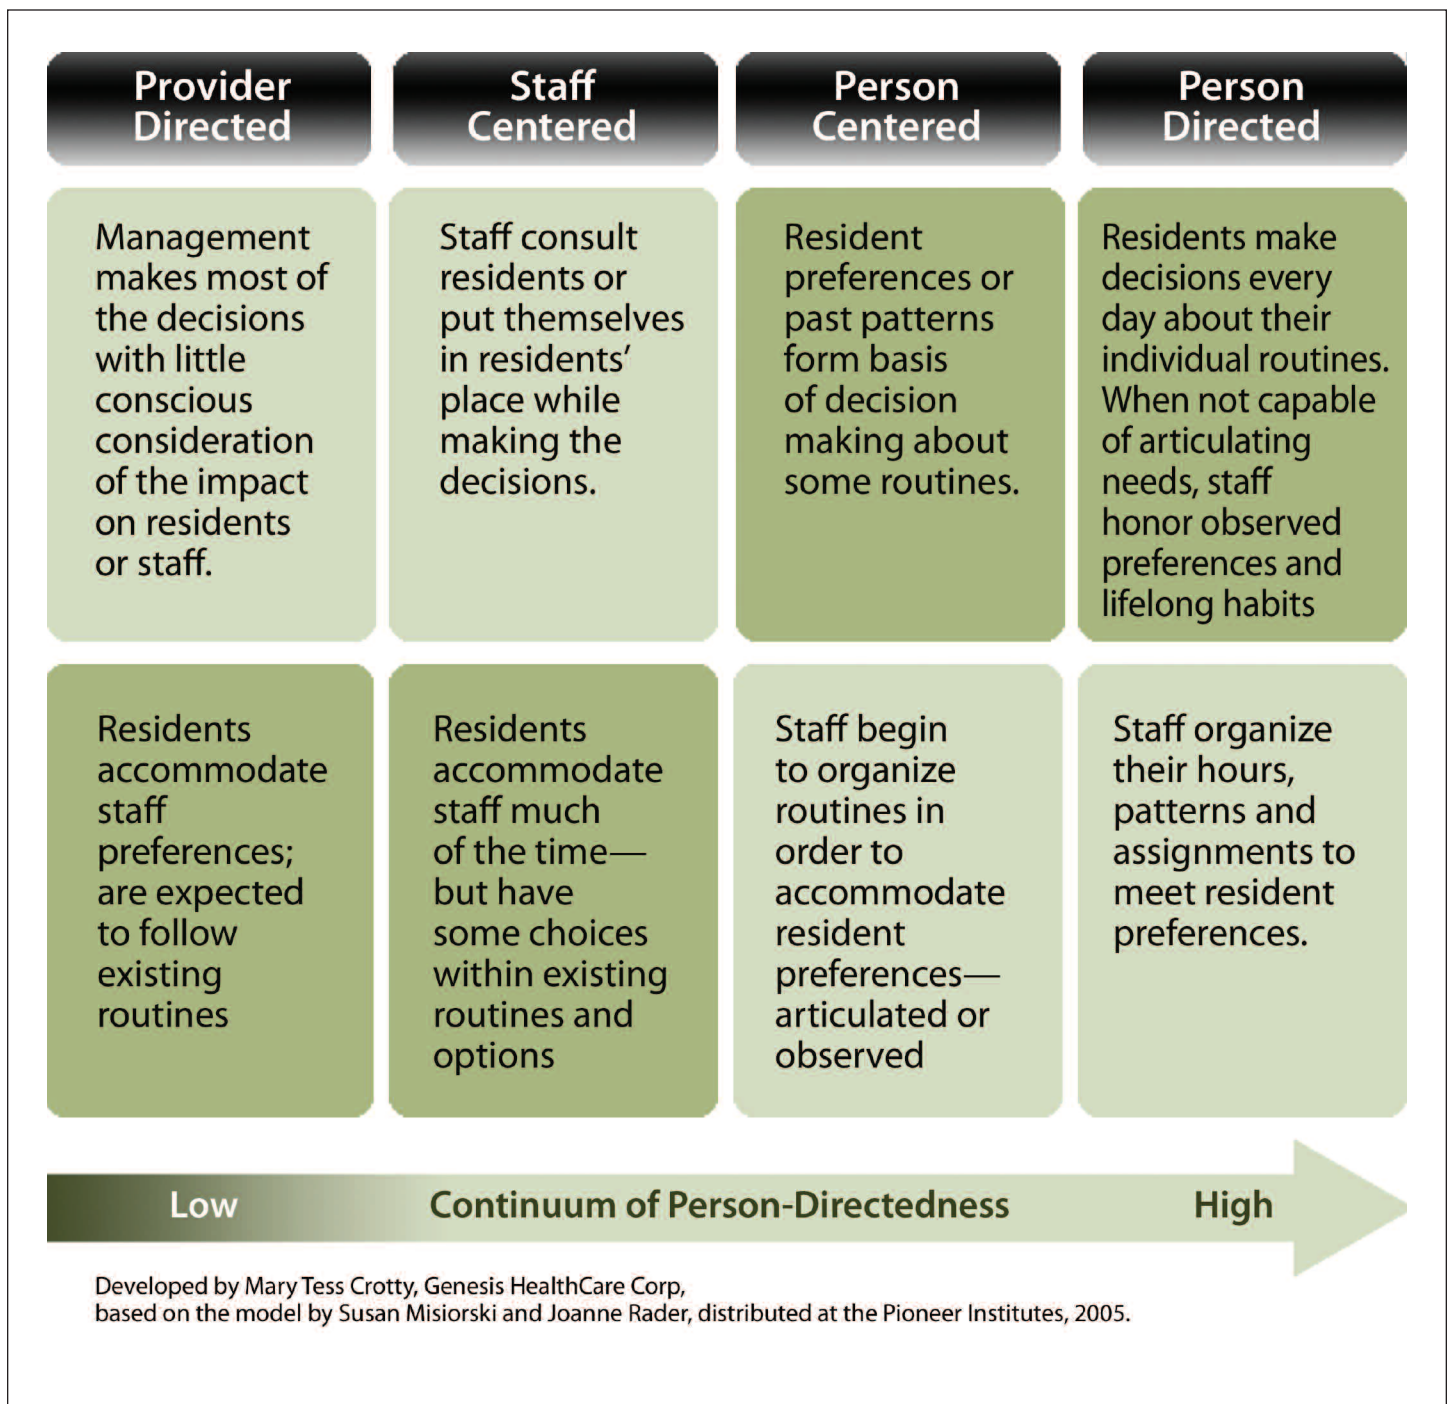 Provider
Directed
Staff
Centered
Person
Centered
Person
Directed
Management
makes most of
the decisions
with little
conscious
consideration
of the impact
on residents
or staff.
Staff consult
residents or
put themselves
in residents’
place while
making the
decisions.
Resident
preferences or
past patterns
form basis
of decision
making about
some routines.
Residents make
decisions every
day about their
individual routines.
When not capable
of articulating
needs, staff
honor observed
preferences and
lifelong habits
Residents
accommodate
staff
preferences;
are expected
to follow
existing
routines
Residents
accommodate
staff much
of the time—
but have
some choices
within existing
routines and
options
Staff begin
to organize
routines in
order to
accommodate
resident
preferences—
articulated or
observed
Staff organize
their hours,
patterns and
assignments to
meet resident
preferences.
Low Continuum of Person-Directedness High
Developed by Mary Tess Crotty, Genesis HealthCare Corp,
based on the model by Susan Misiorski and Joanne Rader, distributed at the Pioneer Institutes, 2005.